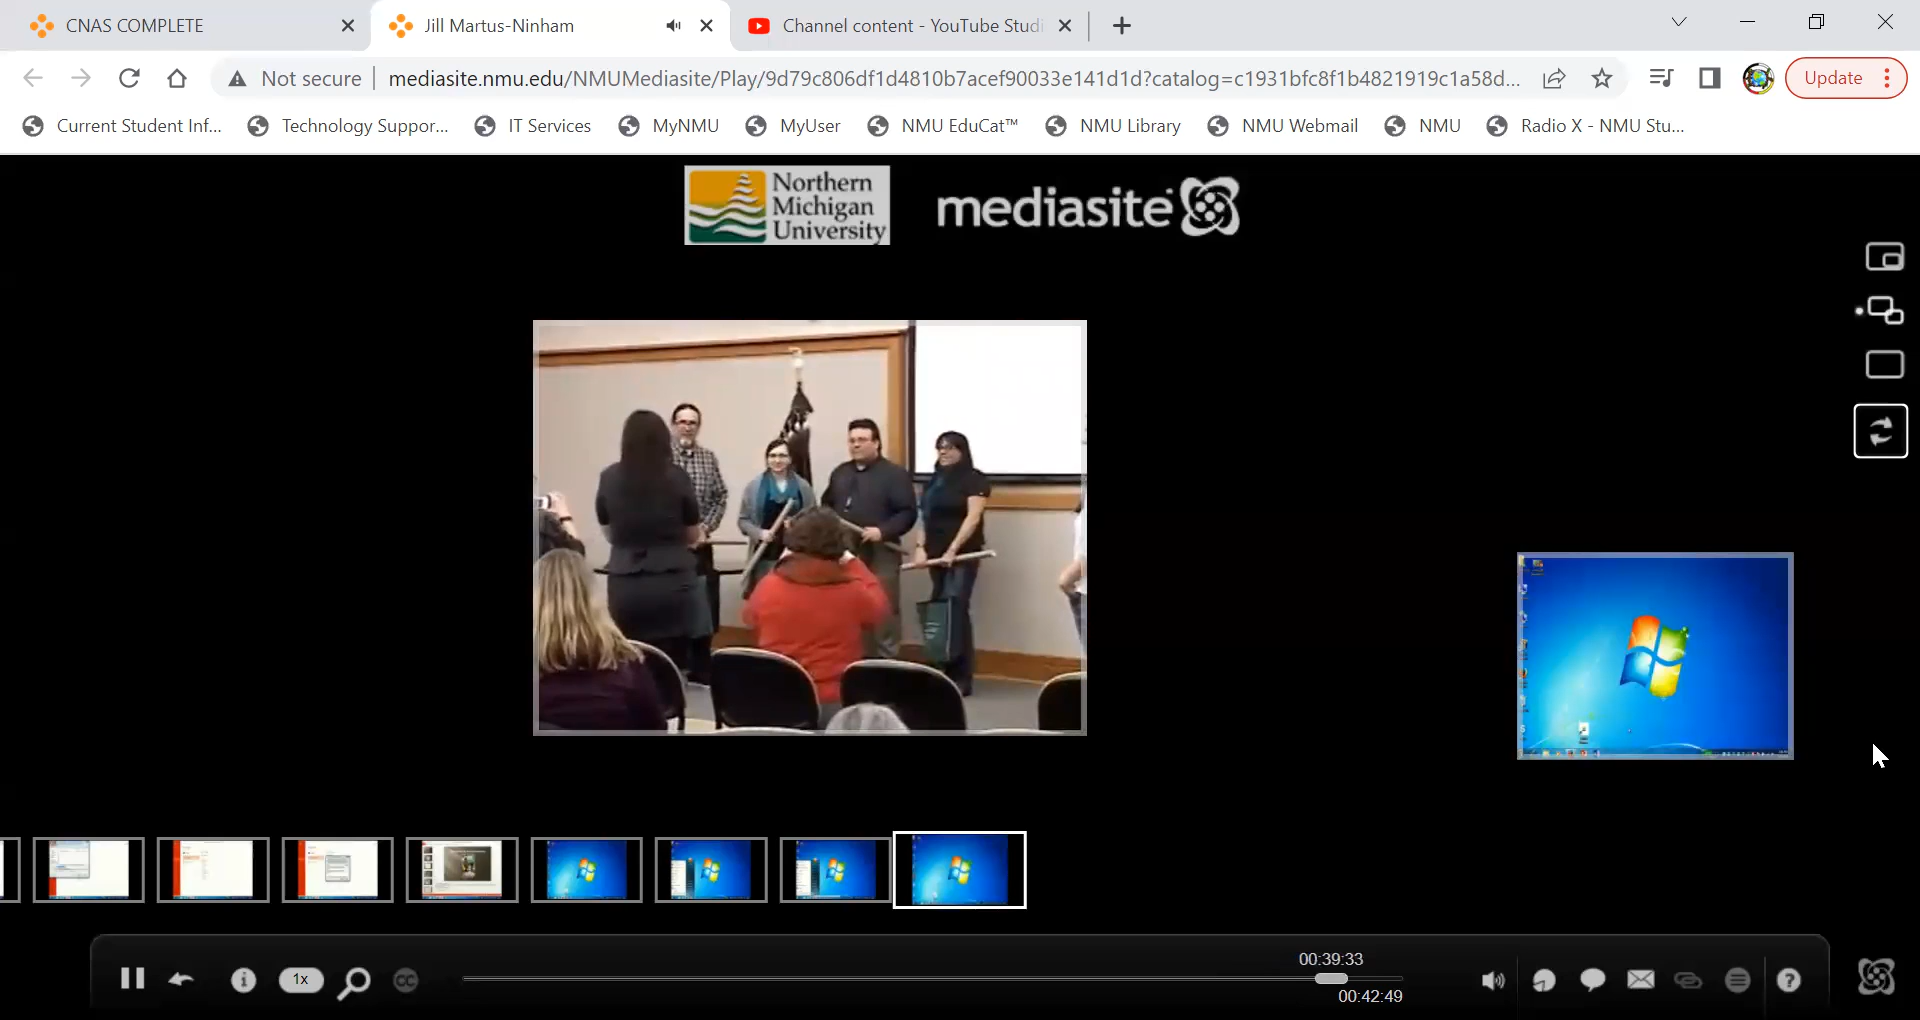 CNAS COMPLETE
Jill Martus-Ninham
Channel content - YouTube Studi
Not secure
mediasite.nmu.edu/NMUMediasite/Play/9d79c806df1d4810b7acef90033e141d1d?catalog=c1931bfc8f1b4821919c1a58d...
Update
Current Student Inf...
Technology Suppor...
IT Services
MyNMU
MyUser
NMU EduCat™
NMU Library
NMU Webmail
NMU
Radio X - NMU Stu...
Northern
Michigan
University
mediasite
00:39:33
1x
CC
00:42:49